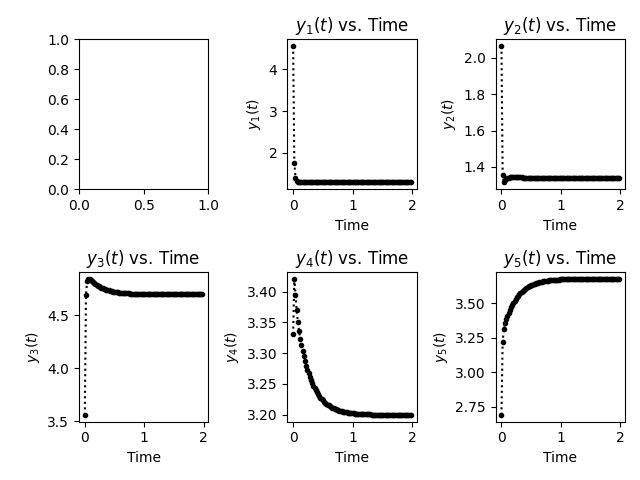 y₁(t) vs. Time
y₂(t) vs. Time
1.0
0.8
0.6
0.4
0.2
0.0
0.0 0.5 1.0
y₁(t)
4
3
2
0 1 2
Time
y₂(t)
2.0
1.8
1.6
1.4
0 1 2
Time
y₃(t) vs. Time
y₃(t)
4.5
4.0
3.5
0 1 2
Time
y₄(t) vs. Time
y₄(t)
3.40
3.35
3.30
3.25
3.20
0 1 2
Time
y₅(t) vs. Time
y₅(t)
3.50
3.25
3.00
2.75
0 1 2
Time